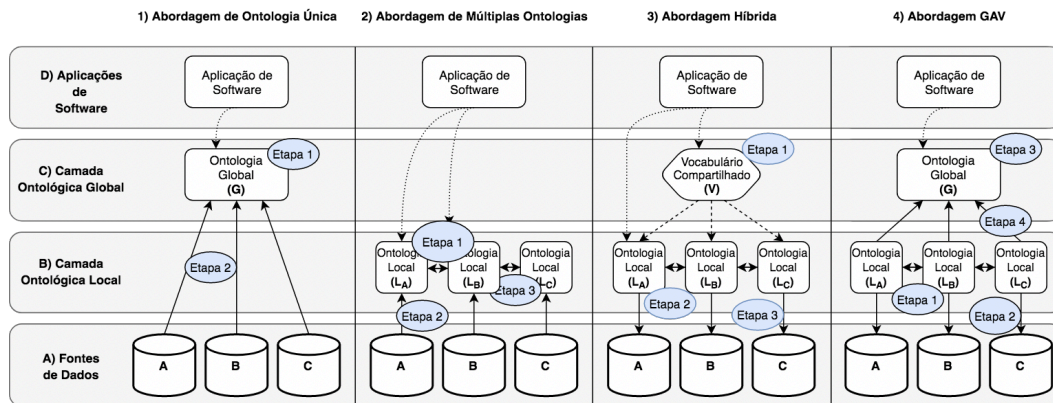 1) Abordagem de Ontologia Única
2) Abordagem de Múltiplas Ontologias
3) Abordagem Híbrida
4) Abordagem GAV
D) Aplicações
de
Software
Aplicação de
Software
Aplicação de
Software
Aplicação de
Software
Aplicação de
Software
C) Camada
Ontológica Global
Ontologia
Global
(G)
Etapa 1
Vocabulário
Compartilhado
(V)
Etapa 1
Ontologia
Global
(G)
Etapa 3
B) Camada
Ontológica Local
Etapa 2
Ontologia
Local
(LA)
Etapa 1
Ontologia
Local
(LB)
Ontologia
Local
(LC)
Etapa 2
Etapa 3
Ontologia
Local
(LA)
Ontologia
Local
(LB)
Ontologia
Local
(LC)
Etapa 2
Etapa 3
Etapa 4
Ontologia
Local
(LA)
Ontologia
Local
(LB)
Ontologia
Local
(LC)
Etapa 1
Etapa 2
A) Fontes
de Dados
A
B
C
A
B
C
A
B
C
A
B
C